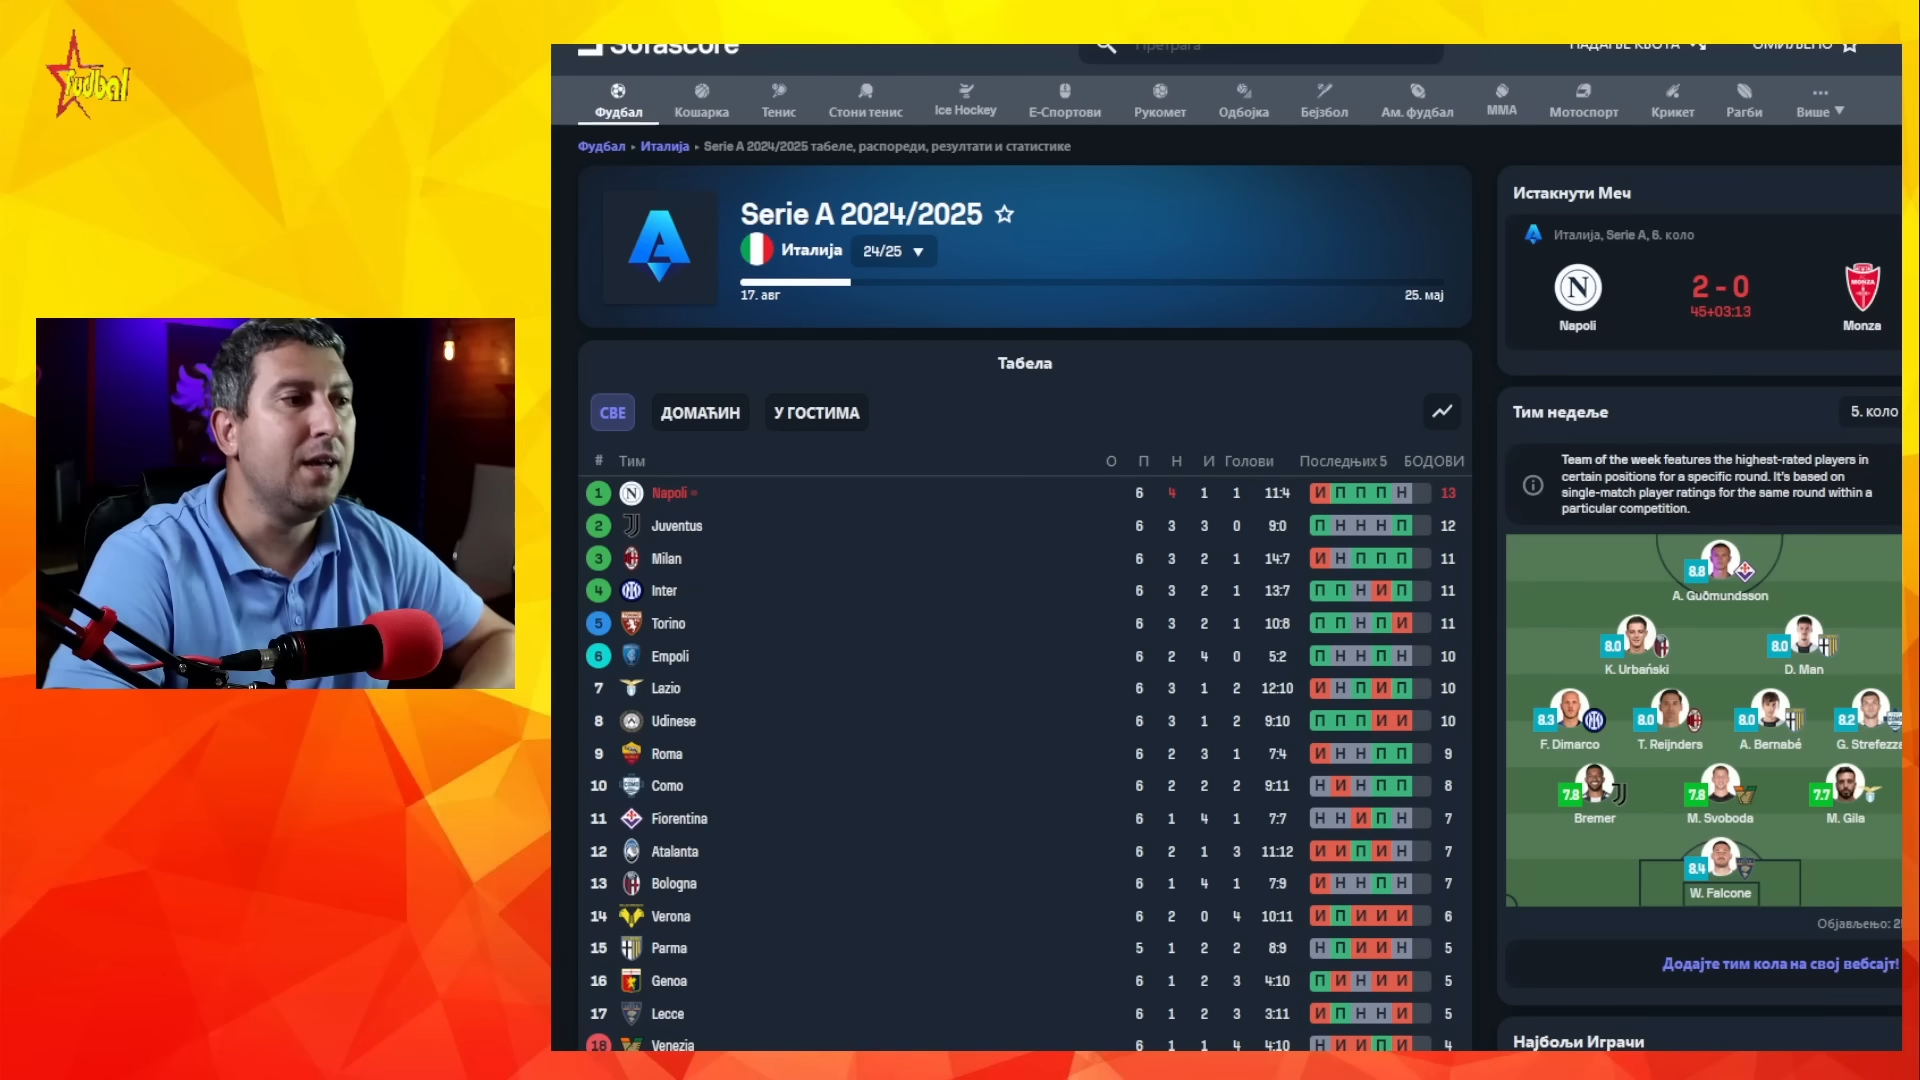 fudbal
Sofascore
Претрага
ПАДАЈЕ КВОТА
ОМИЉЕНО
Фудбал
Кошарка
Тенис
Стони тенис
Ice Hockey
Е-Спортови
Рукомет
Одбојка
Бејзбол
Ам. фудбал
ММА
Мотоспорт
Крикет
Рагби
Више
Фудбал ▸ Италија ▸ Serie A 2024/2025 табеле, распореди, резултати и статистике
Serie A 2024/2025
Италија 24/25
17. авг 25. мај
Табела
СВЕ ДОМАЋИН У ГОСТИМА
# Тим О П Н И Голови Последњих 5 БОДОВИ
1 Napoli 6 4 1 1 11:4 И П П П Н 13
2 Juventus 6 3 3 0 9:0 П Н Н Н П 12
3 Milan 6 3 2 1 14:7 И Н П П П 11
4 Inter 6 3 2 1 13:7 П П Н И П 11
5 Torino 6 3 2 1 10:8 П П Н П И 11
6 Empoli 6 2 4 0 5:2 П Н Н П Н 10
7 Lazio 6 3 1 2 12:10 И Н П И П 10
8 Udinese 6 3 1 2 9:10 П П П И И 10
9 Roma 6 2 3 1 7:4 И Н Н П П 9
10 Como 6 2 2 2 9:11 Н И Н П П 8
11 Fiorentina 6 1 4 1 7:7 Н Н И П Н 7
12 Atalanta 6 2 1 3 11:12 И И П И Н 7
13 Bologna 6 1 4 1 7:9 И Н Н П Н 7
14 Verona 6 2 0 4 10:11 И П И И И 6
15 Parma 5 1 2 2 8:9 Н П И И Н 5
16 Genoa 6 1 2 3 4:10 П И Н И И 5
17 Lecce 6 1 2 3 3:11 И П Н Н И 5
18 Venezia 6 1 1 4 4:10 Н И И П И 4
Истакнути Меч
Италија, Serie A, 6. коло
N
2 - 0
MONZA
45+03:13
Napoli
Monza
Тим недеље 5. коло
Team of the week features the highest-rated players in
certain positions for a specific round. It's based on
single-match player ratings for the same round within a
particular competition.
8.8
A. Guðmundsson
8.0 8.0
K. Urbański D. Man
8.3 8.0 8.0 8.2
F. Dimarco T. Reijnders A. Bernabé G. Strefezza
7.8 7.8 7.7
Bremer M. Svoboda M. Gila
8.4
W. Falcone
Објављено:
Додајте тим кола на свој вебсајт!
Најбољи Играчи